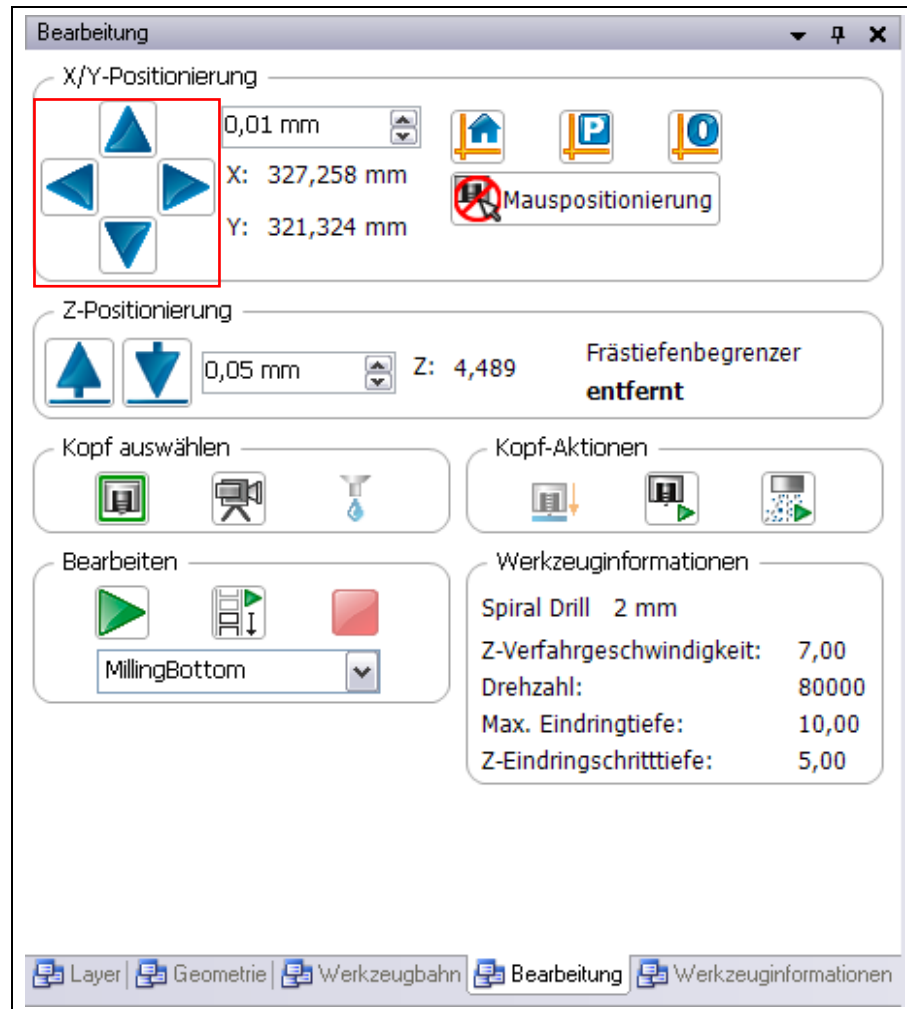 Bearbeitung
X/Y-Positionierung
0,01 mm
P
0
X: 327,258 mm
Mauspositionierung
Y: 321,324 mm
Z-Positionierung
0,05 mm
Z: 4,489
Frästiefenbegrenzer
entfernt
Kopf auswählen
Kopf-Aktionen
Bearbeiten
MillingBottom
Werkzeuginformationen
Spiral Drill 2 mm
Z-Verfahrgeschwindigkeit: 7,00
Drehzahl: 80000
Max. Eindringtiefe: 10,00
Z-Eindringschritttiefe: 5,00
Layer Geometrie Werkzeugbahn Bearbeitung Werkzeuginformationen